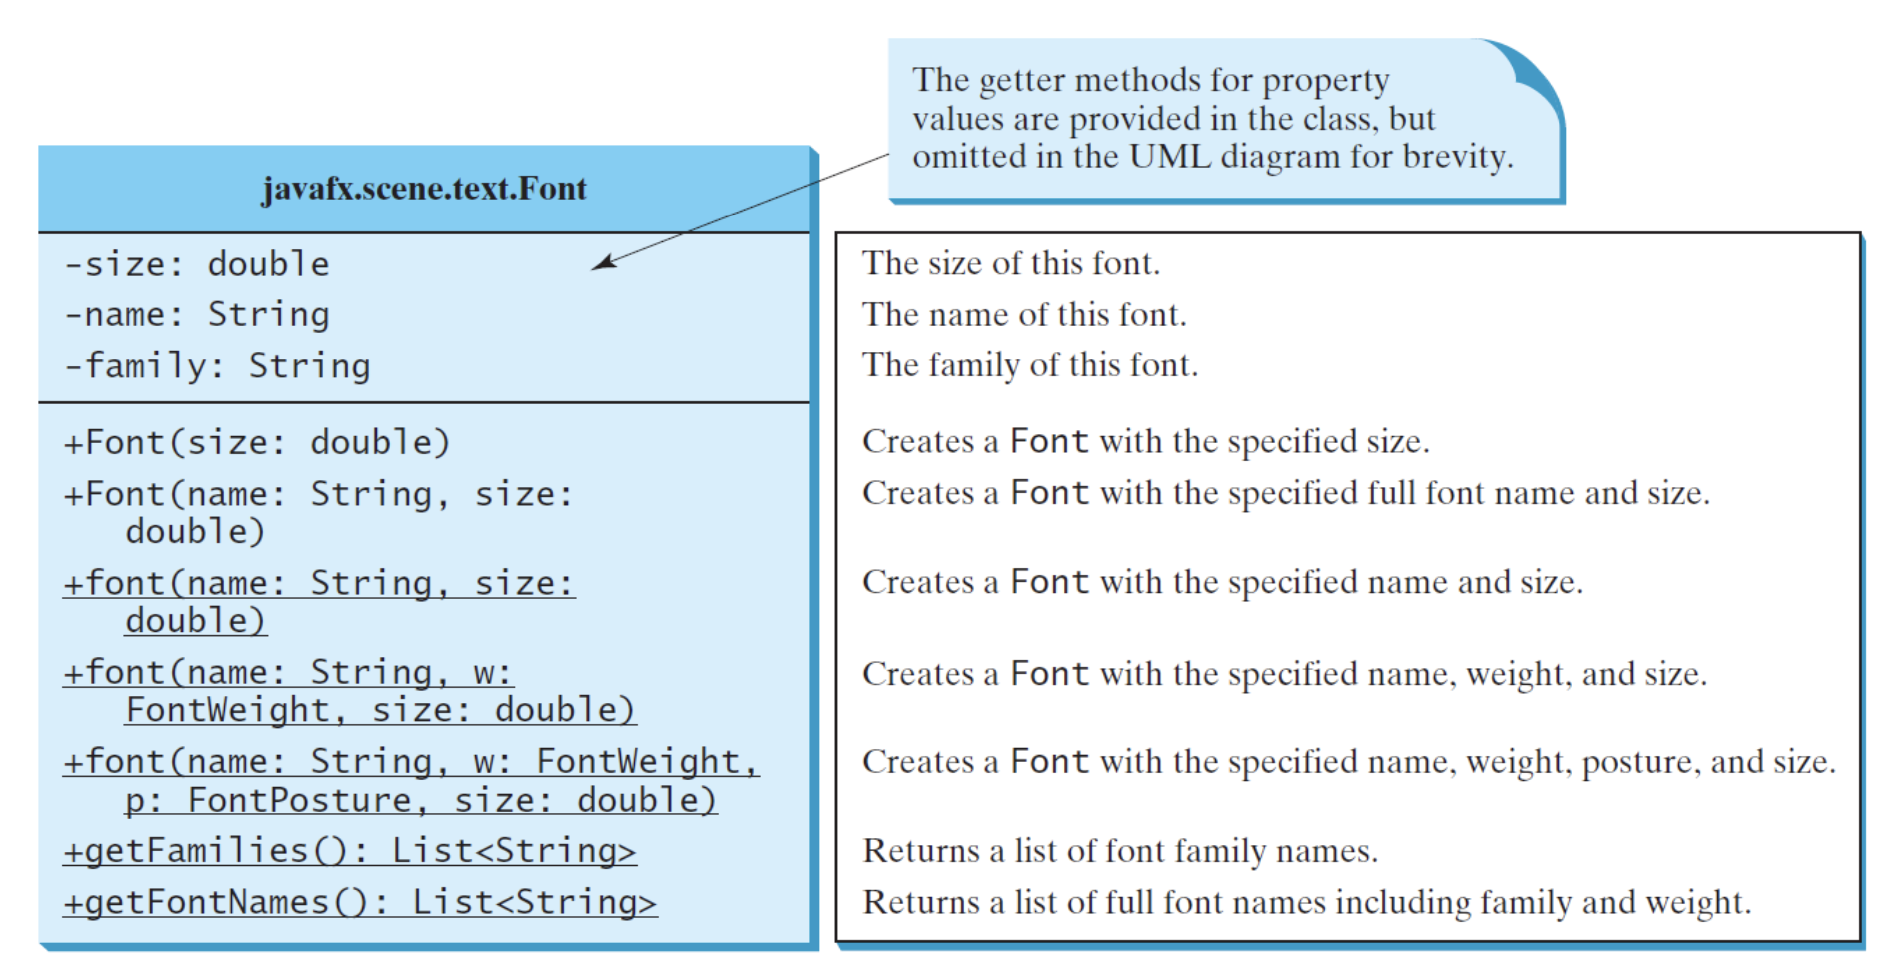 The getter methods for property
values are provided in the class, but
omitted in the UML diagram for brevity.
javafx.scene.text.Font
-size: double
The size of this font.
-name: String
The name of this font.
-family: String
The family of this font.
+Font(size: double)
Creates a Font with the specified size.
+Font(name: String, size:
double)
Creates a Font with the specified full font name and size.
+font(name: String, size:
double)
Creates a Font with the specified name and size.
+font(name: String, w:
FontWeight, size: double)
Creates a Font with the specified name, weight, and size.
+font(name: String, w: FontWeight,
p: FontPosture, size: double)
Creates a Font with the specified name, weight, posture, and size.
+getFamilies(): List<String>
Returns a list of font family names.
+getFontNames(): List<String>
Returns a list of full font names including family and weight.